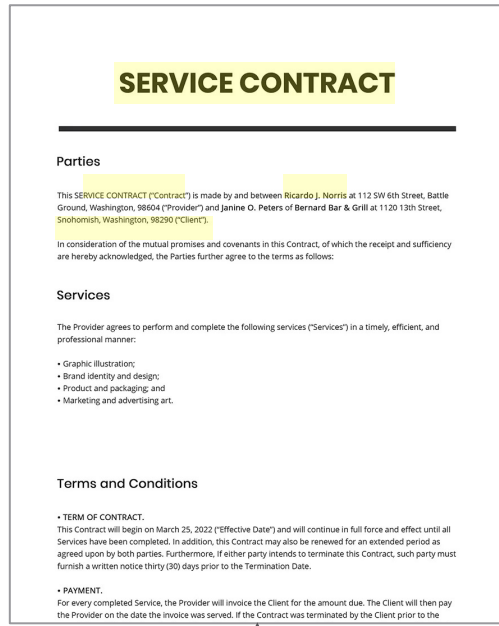 SERVICE CONTRACT
Parties
This SERVICE CONTRACT (“Contract”) is made by and between Ricardo J. Norris at 112 SW 6th Street, Battle
Ground, Washington, 98604 (“Provider”) and Janine O. Peters of Bernard Bar & Grill at 1120 13th Street,
Snohomish, Washington, 98290 (“Client”).
In consideration of the mutual promises and covenants in this Contract, of which the receipt and sufficiency
are hereby acknowledged, the Parties further agree to the terms as follows:
Services
The Provider agrees to perform and complete the following services (“Services”) in a timely, efficient, and
professional manner:
• Graphic illustration;
• Brand identity and design;
• Product and packaging; and
• Marketing and advertising art.
Terms and Conditions
• TERM OF CONTRACT.
This Contract will begin on March 25, 2022 (“Effective Date”) and will continue in full force and effect until all
Services have been completed. In addition, this Contract may also be renewed for an extended period as
agreed upon by both parties. Furthermore, if either party intends to terminate this Contract, such party must
furnish a written notice thirty (30) days prior to the Termination Date.
• PAYMENT.
For every completed Service, the Provider will invoice the Client for the amount due. The Client will then pay
the Provider on the date the invoice was served. If the Contract was terminated by the Client prior to the